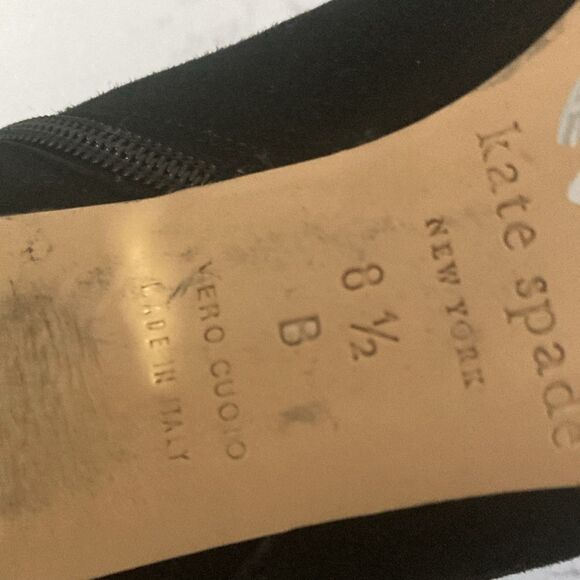 kate spade
NEW YORK
8 ½
B
VERO CUOIO
MADE IN ITALY